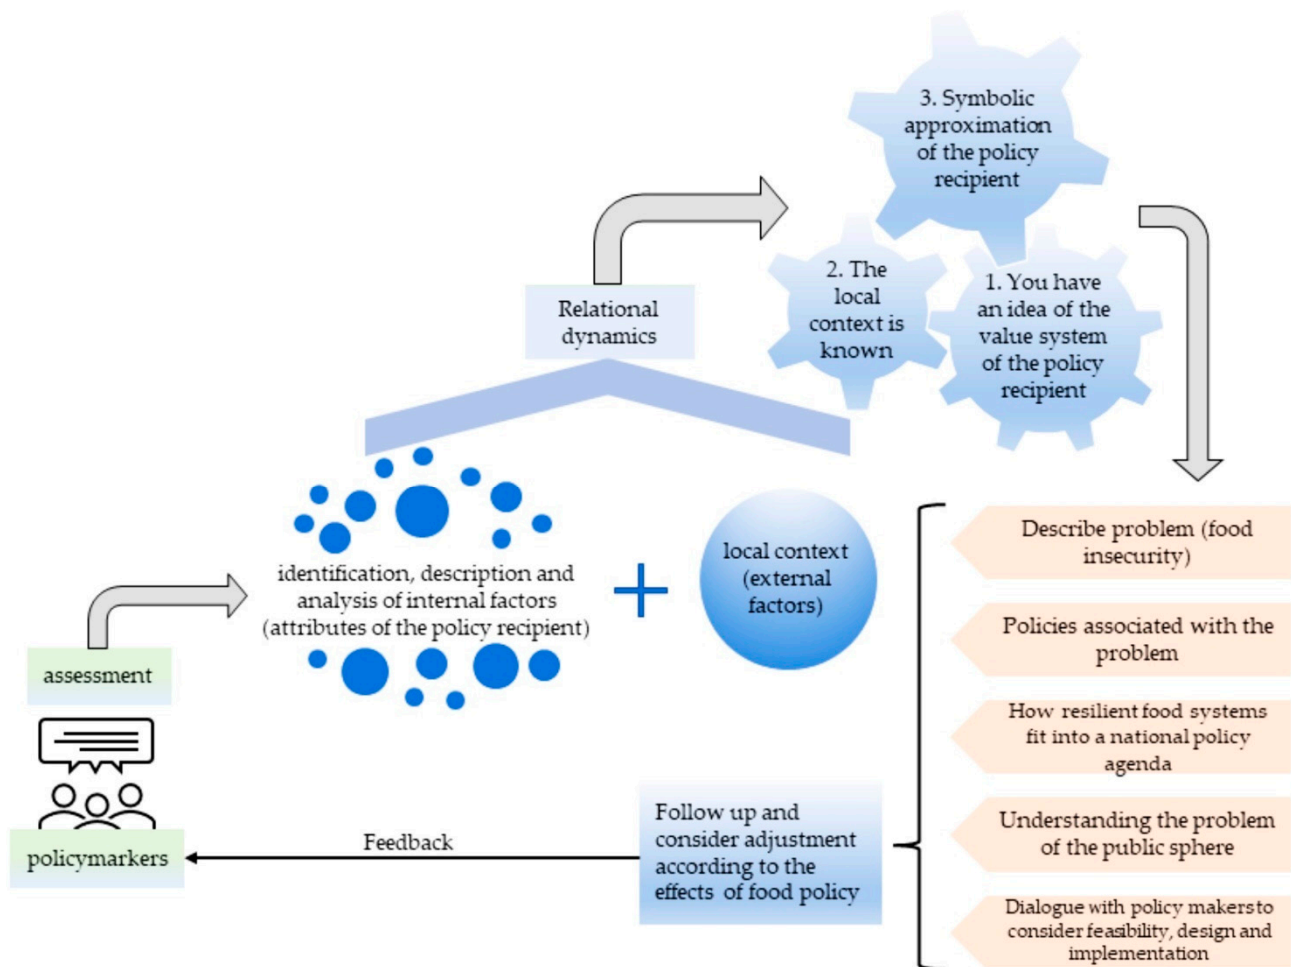 3. Symbolic
approximation
of the policy
recipient
2. The
local
context is
known
1. You have
an idea of the
value system
of the policy
recipient
Relational
dynamics
identification, description and
analysis of internal factors
(attributes of the policy recipient)
local context
(external
factors)
assessment
policymarkers
Feedback
Follow up and
consider adjustment
according to the
effects of food policy
Describe problem (food
insecurity)
Policies associated with the
problem
How resilient food systems
fit into a national policy
agenda
Understanding the problem
of the public sphere
Dialogue with policy makers to
consider feasibility, design and
implementation